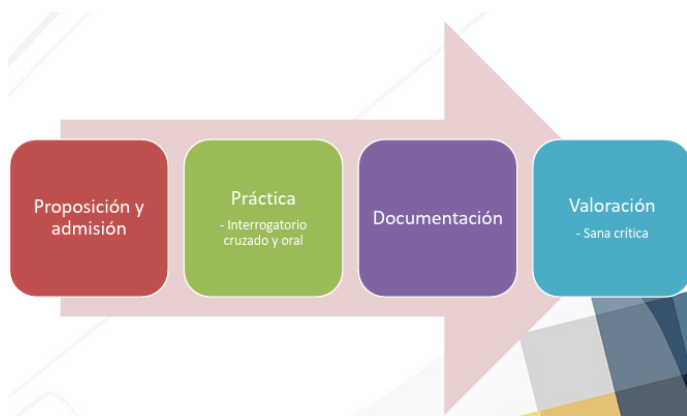 Proposición y
admisión
Práctica
- Interrogatorio
cruzado y oral
Documentación
Valoración
- Sana crítica